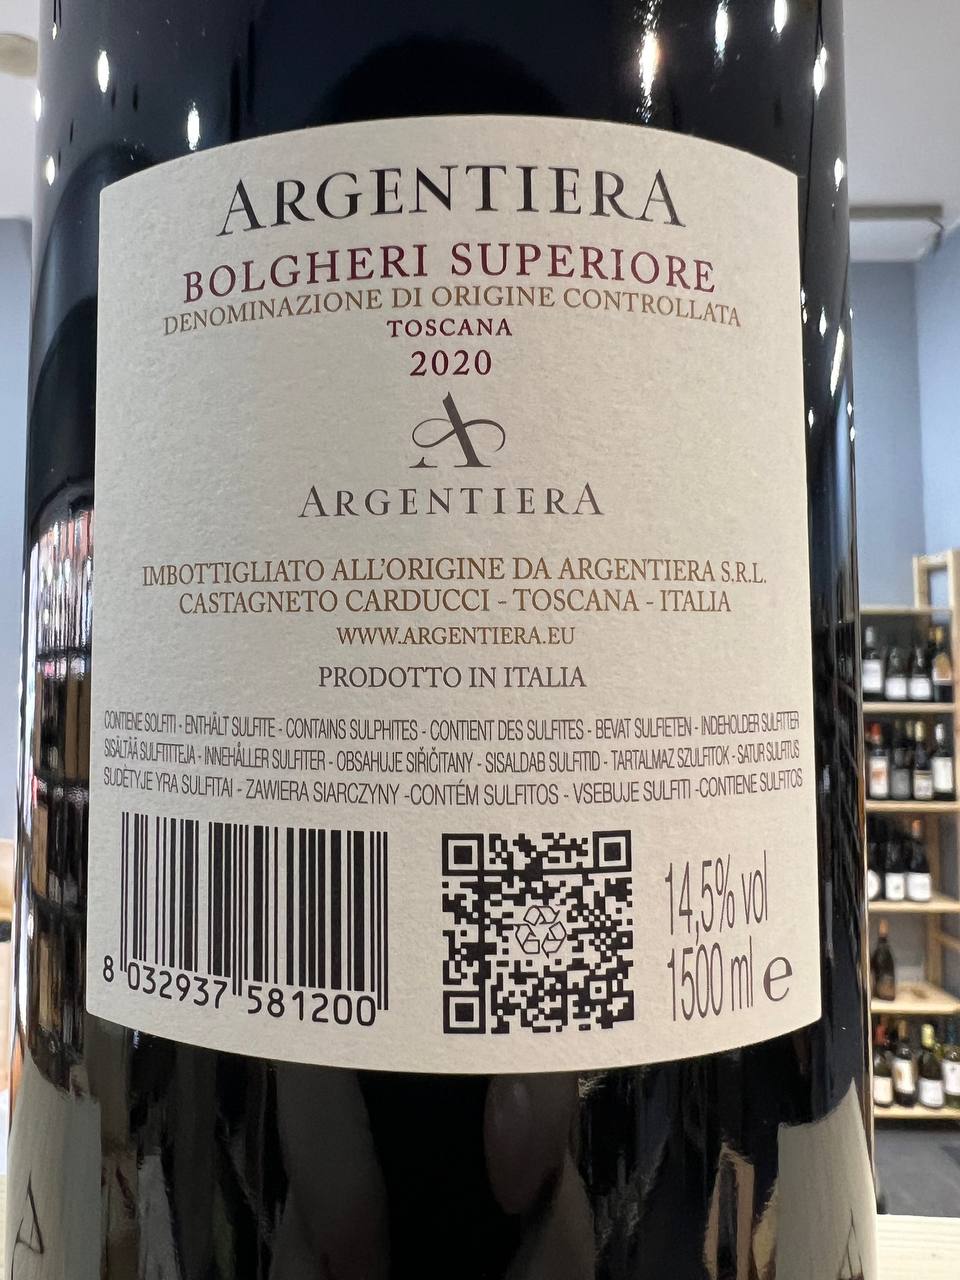 ARGENTIERA
BOLGHERI SUPERIORE
DENOMINAZIONE DI ORIGINE CONTROLLATA
TOSCANA
2020
A
ARGENTIERA
IMBOTTIGLIATO ALL'ORIGINE DA ARGENTIERA S.R.L.
CASTAGNETO CARDUCCI - TOSCANA - ITALIA
WWW.ARGENTIERA.EU
PRODOTTO IN ITALIA
CONTIENE SOLFITI - ENTHÄLT SULFITE - CONTAINS SULPHITES - CONTIENT DES SULFITES - BEVAT SULFIETEN - INDEHOLDER SULFITTER
SISÄLTÄÄ SULFIITTEJA - INNEHÅLLER SULFITER - OBSAHUJE SIŘIČITANY - SISALDAB SULFITID - TARTALMAZ SZULFITOK - SATUR SULFITUS
SUDĖTYJE YRA SULFITAI - ZAWIERA SIARCZYNY -CONTÉM SULFITOS - VSEBUJE SULFITI -CONTIENE SULFITOS
14,5% vol
1500 ml e
8 032937 581200